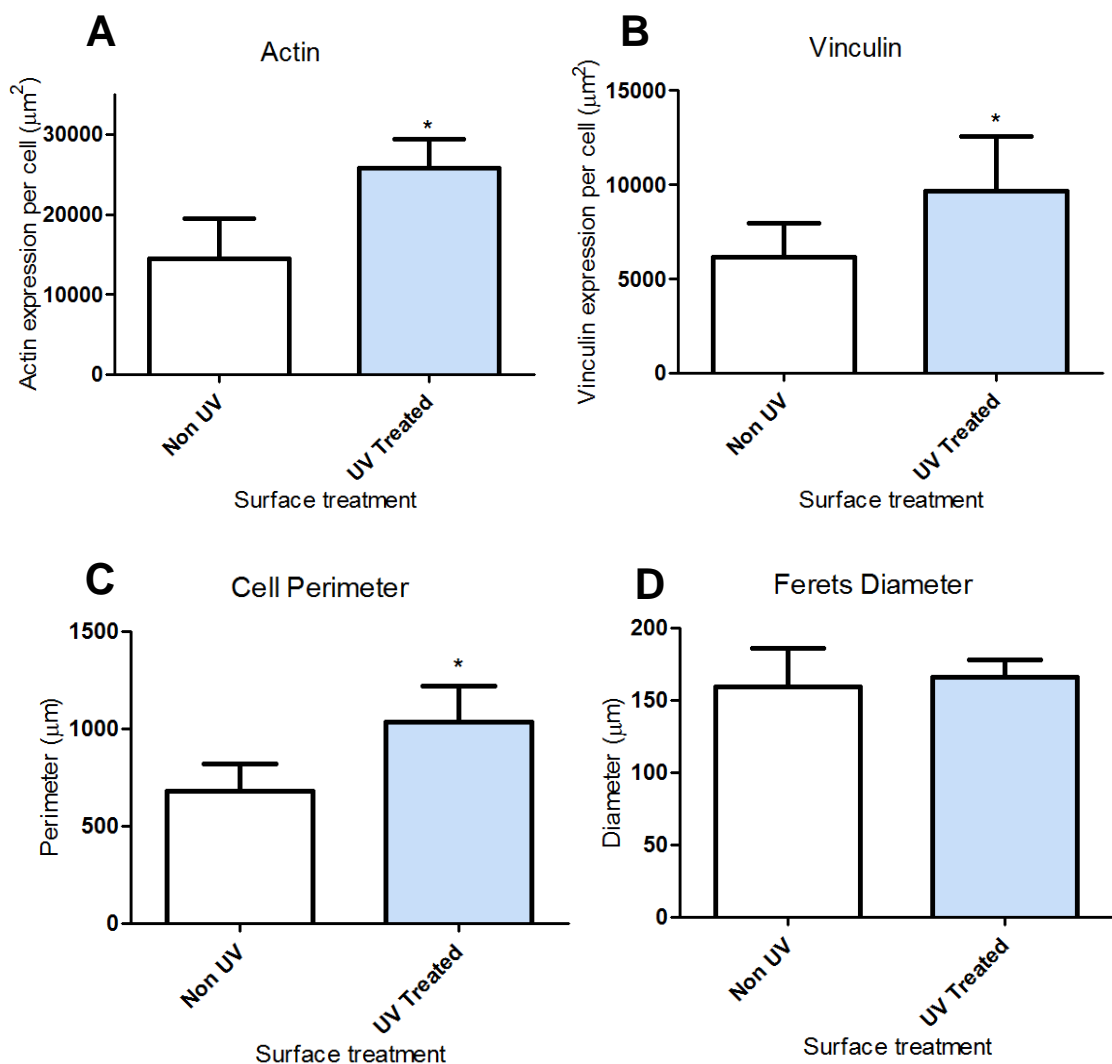 A
Actin
Actin expression per cell (μm²)
30000
20000
10000
0
*
Non UV
UV Treated
Surface treatment
B
Vinculin
Vinculin expression per cell (μm²)
15000
10000
5000
0
*
Non UV
UV Treated
Surface treatment
C
Cell Perimeter
Perimeter (μm)
1500
1000
500
0
*
Non UV
UV Treated
Surface treatment
D
Ferets Diameter
Diameter (μm)
200
150
100
50
0
Non UV
UV Treated
Surface treatment